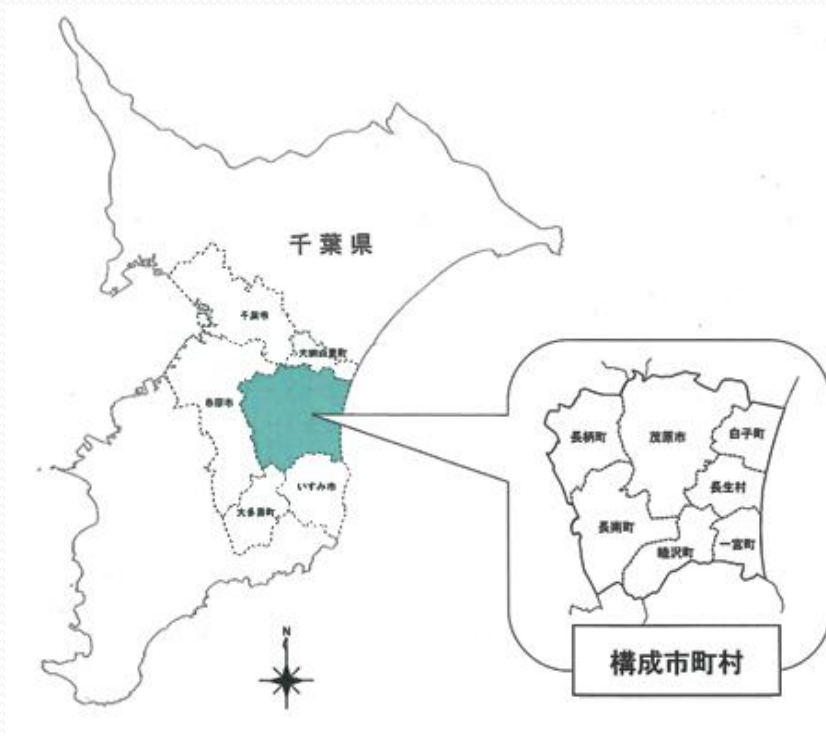 千葉県
千葉市
大網白里町
市原市
いすみ市
大多喜町
N
長柄町
茂原市
白子町
長生村
長南町
睦沢町
一宮町
構成市町村